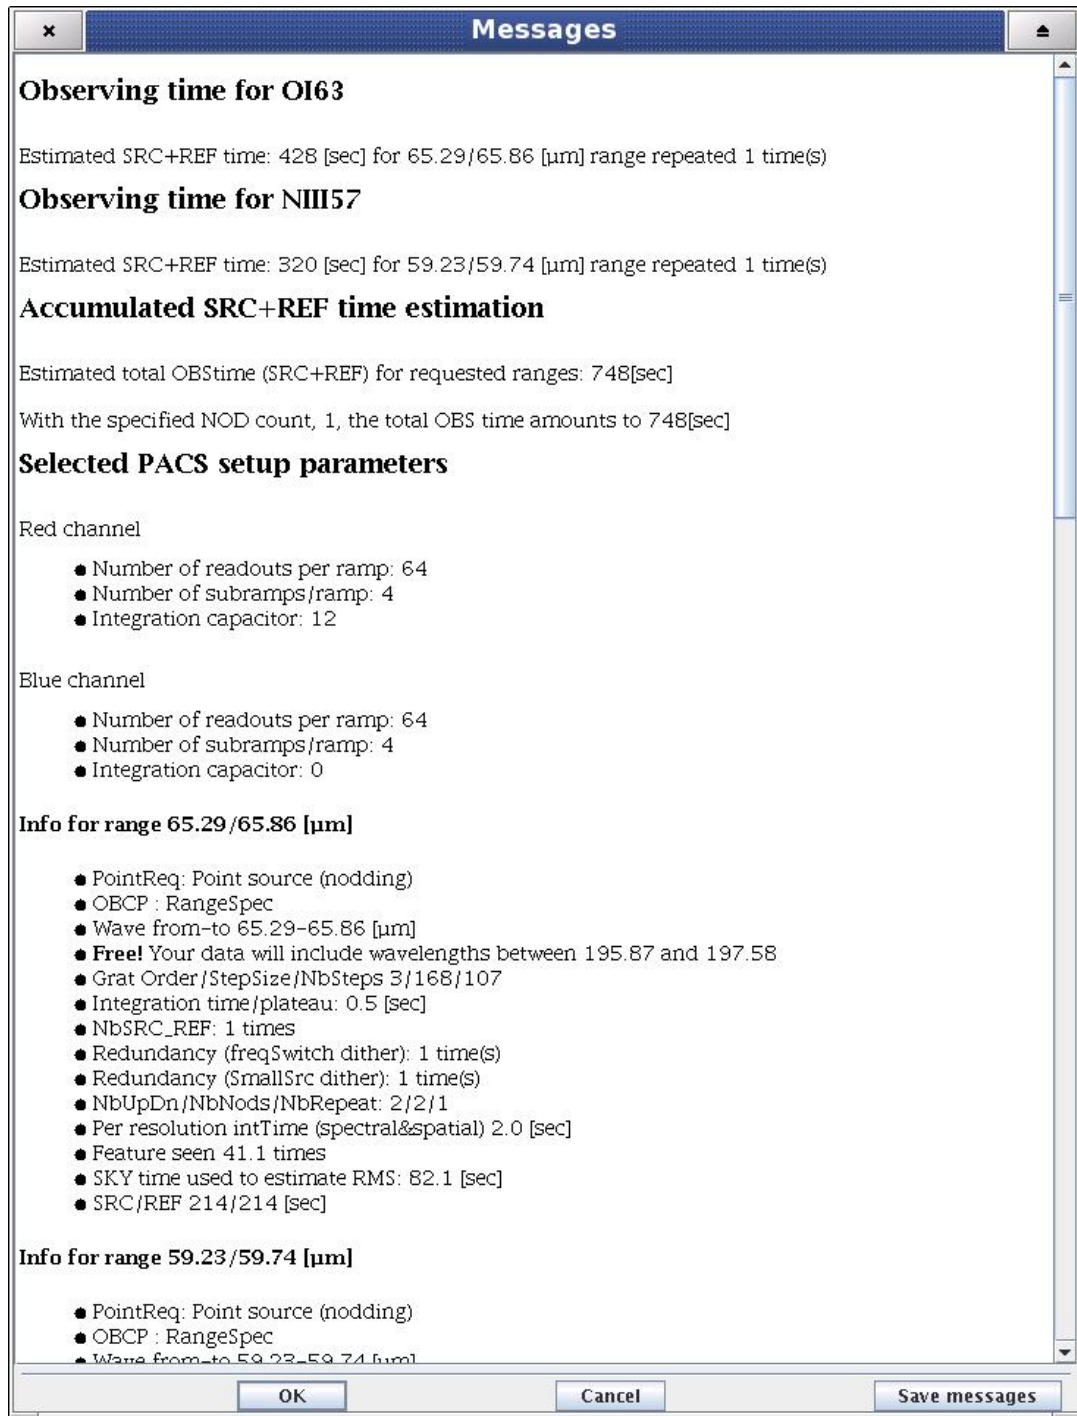 Messages
Observing time for OI63
Estimated SRC+REF time: 428 [sec] for 65.29/65.86 [µm] range repeated 1 time(s)
Observing time for NIII57
Estimated SRC+REF time: 320 [sec] for 59.23/59.74 [µm] range repeated 1 time(s)
Accumulated SRC+REF time estimation
Estimated total OBStime (SRC+REF) for requested ranges: 748[sec]
With the specified NOD count, 1, the total OBS time amounts to 748[sec]
Selected PACS setup parameters
Red channel
● Number of readouts per ramp: 64
● Number of subramps/ramp: 4
● Integration capacitor: 12
Blue channel
● Number of readouts per ramp: 64
● Number of subramps/ramp: 4
● Integration capacitor: 0
Info for range 65.29/65.86 [µm]
● PointReq: Point source (nodding)
● OBCP : RangeSpec
● Wave from-to 65.29-65.86 [µm]
● Free! Your data will include wavelengths between 195.87 and 197.58
● Grat Order/StepSize/NbSteps 3/168/107
● Integration time/plateau: 0.5 [sec]
● NbSRC_REF: 1 times
● Redundancy (freqSwitch dither): 1 time(s)
● Redundancy (SmallSrc dither): 1 time(s)
● NbUpDn/NbNods/NbRepeat: 2/2/1
● Per resolution intTime (spectral&spatial) 2.0 [sec]
● Feature seen 41.1 times
● SKY time used to estimate RMS: 82.1 [sec]
● SRC/REF 214/214 [sec]
Info for range 59.23/59.74 [µm]
● PointReq: Point source (nodding)
● OBCP : RangeSpec
● Wave from-to 59.23-59.74 [µm]
OK Cancel Save messages